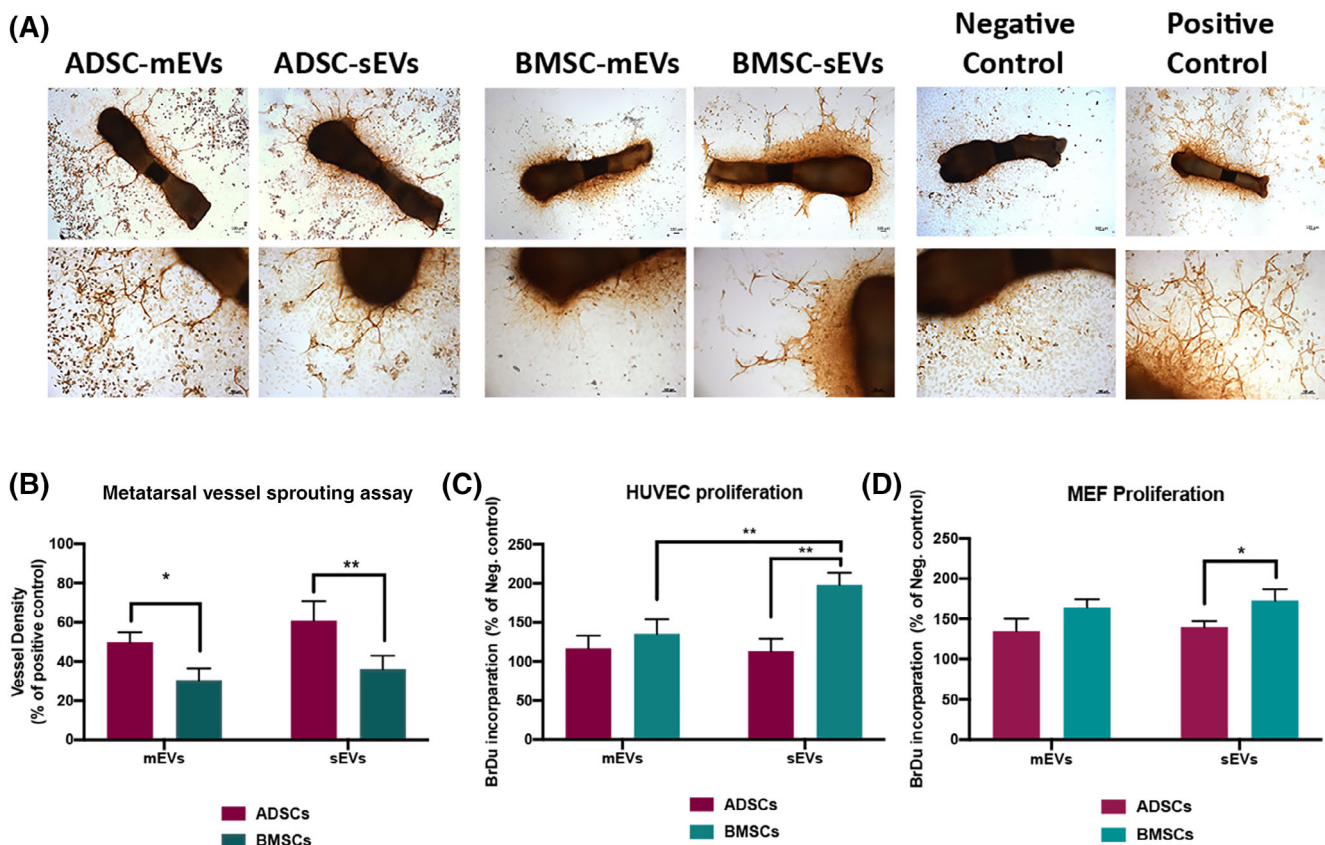 (A)
ADSC-mEVs
ADSC-sEVs
BMSC-mEVs
BMSC-sEVs
Negative
Control
Positive
Control
(B)
Metatarsal vessel sprouting assay
Vessel Density
(% of positive control)
100
80
60
40
20
0
*
**
mEVs
sEVs
ADSCs
BMSCs
(C)
HUVEC proliferation
BrDu incorparation (% of Neg. control)
250
200
150
100
50
0
**
**
mEVs
sEVs
ADSCs
BMSCs
(D)
MEF Proliferation
BrDu incorparation (% of Neg. control)
250
200
150
100
50
0
*
mEVs
sEVs
ADSCs
BMSCs